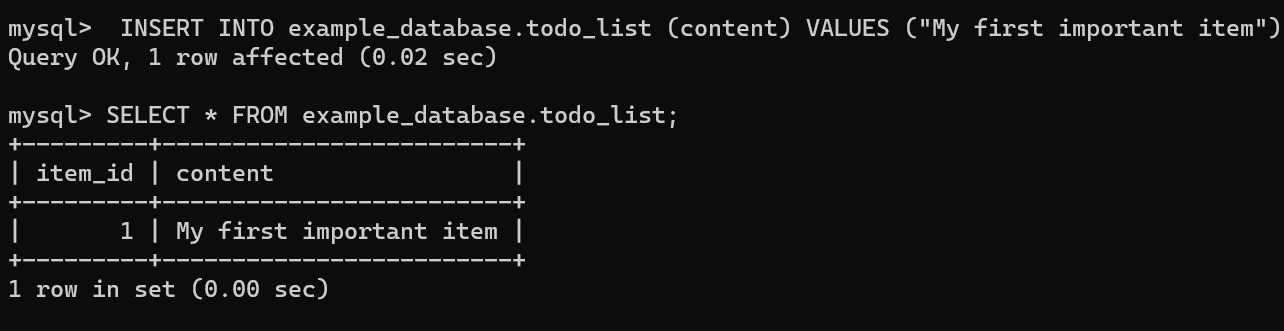 mysql>  INSERT INTO example_database.todo_list (content) VALUES ("My first important item")
Query OK, 1 row affected (0.02 sec)
mysql> SELECT * FROM example_database.todo_list;
+---------+-------------------------+
| item_id | content                 |
+---------+-------------------------+
|       1 | My first important item |
+---------+-------------------------+
1 row in set (0.00 sec)